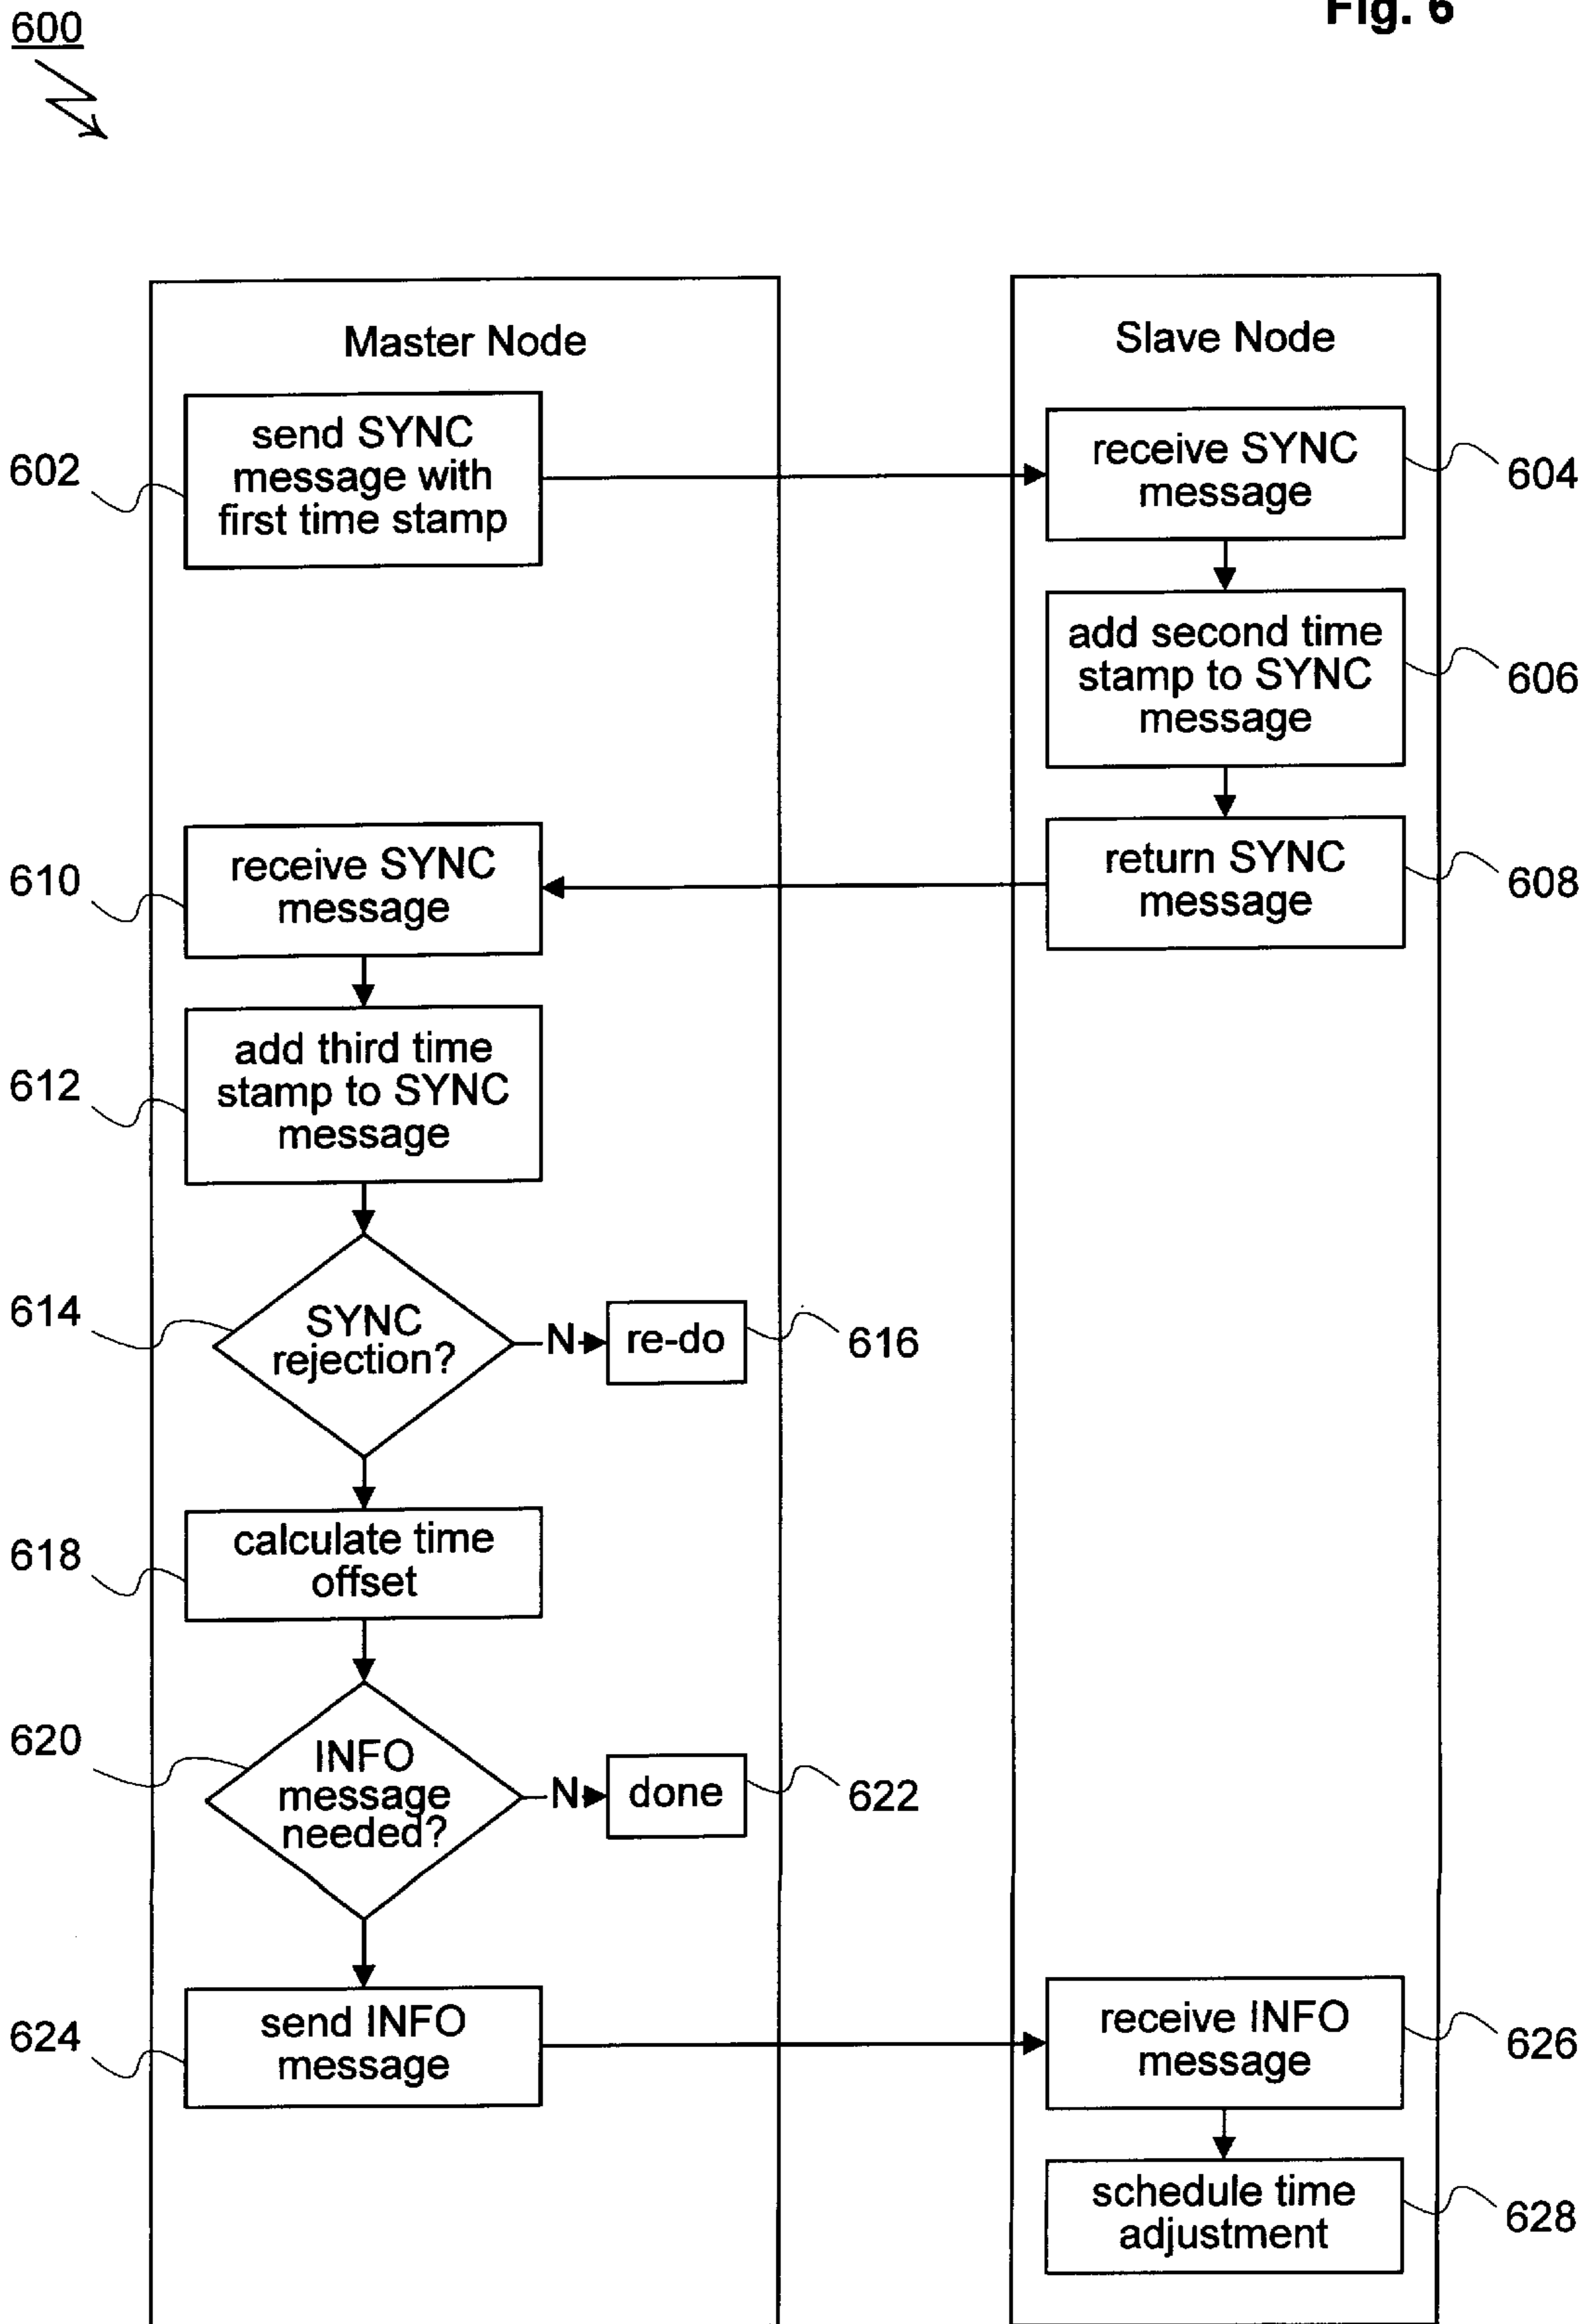 Fig. 6
600
Master Node
Slave Node
602
send SYNC
message with
first time stamp
receive SYNC
message
604
add second time
stamp to SYNC
message
606
return SYNC
message
608
610
receive SYNC
message
612
add third time
stamp to SYNC
message
614
SYNC
rejection?
N
re-do
616
618
calculate time
offset
620
INFO
message
needed?
N
done
622
624
send INFO
message
receive INFO
message
626
schedule time
adjustment
628